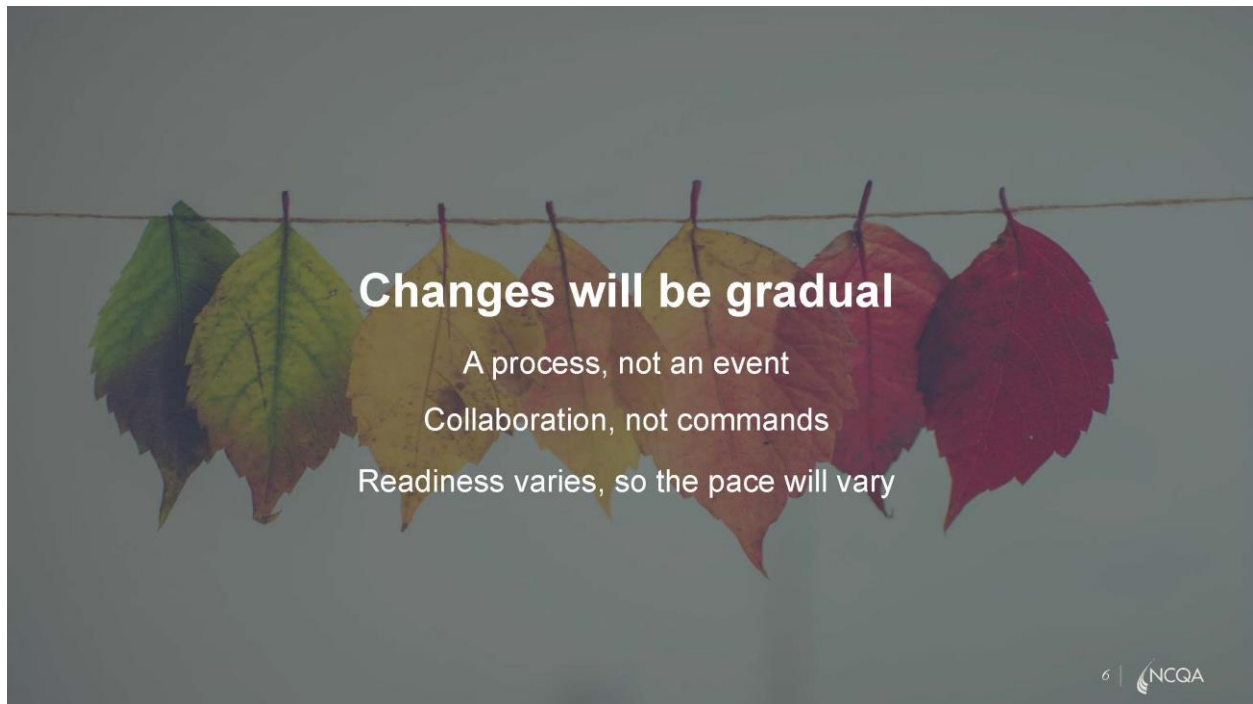 Changes will be gradual
A process, not an event
Collaboration, not commands
Readiness varies, so the pace will vary
6 | NCQA